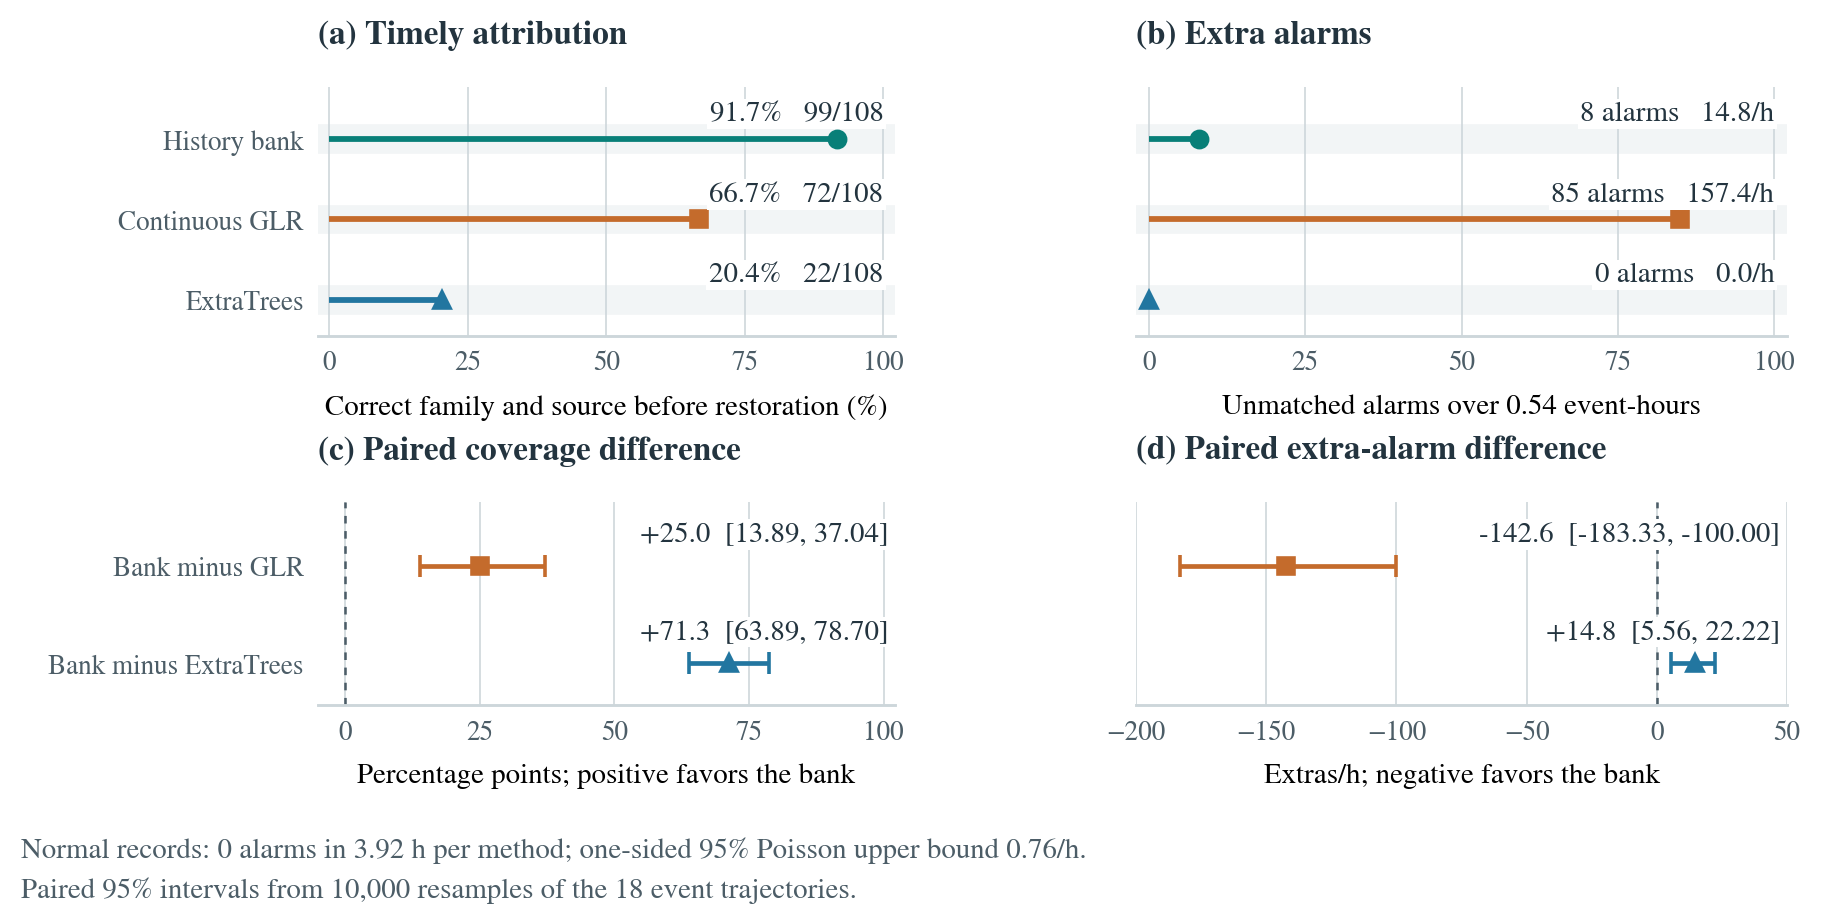 (a) Timely attribution
91.7% 99/108
History bank
66.7% 72/108
Continuous GLR
20.4% 22/108
ExtraTrees
0 25 50 75 100
Correct family and source before restoration (%)
(b) Extra alarms
8 alarms 14.8/h
85 alarms 157.4/h
0 alarms 0.0/h
0 25 50 75 100
Unmatched alarms over 0.54 event-hours
(c) Paired coverage difference
+25.0 [13.89, 37.04]
Bank minus GLR
+71.3 [63.89, 78.70]
Bank minus ExtraTrees
0 25 50 75 100
Percentage points; positive favors the bank
(d) Paired extra-alarm difference
-142.6 [-183.33, -100.00]
+14.8 [5.56, 22.22]
−200 −150 −100 −50 0 50
Extras/h; negative favors the bank
Normal records: 0 alarms in 3.92 h per method; one-sided 95% Poisson upper bound 0.76/h.
Paired 95% intervals from 10,000 resamples of the 18 event trajectories.